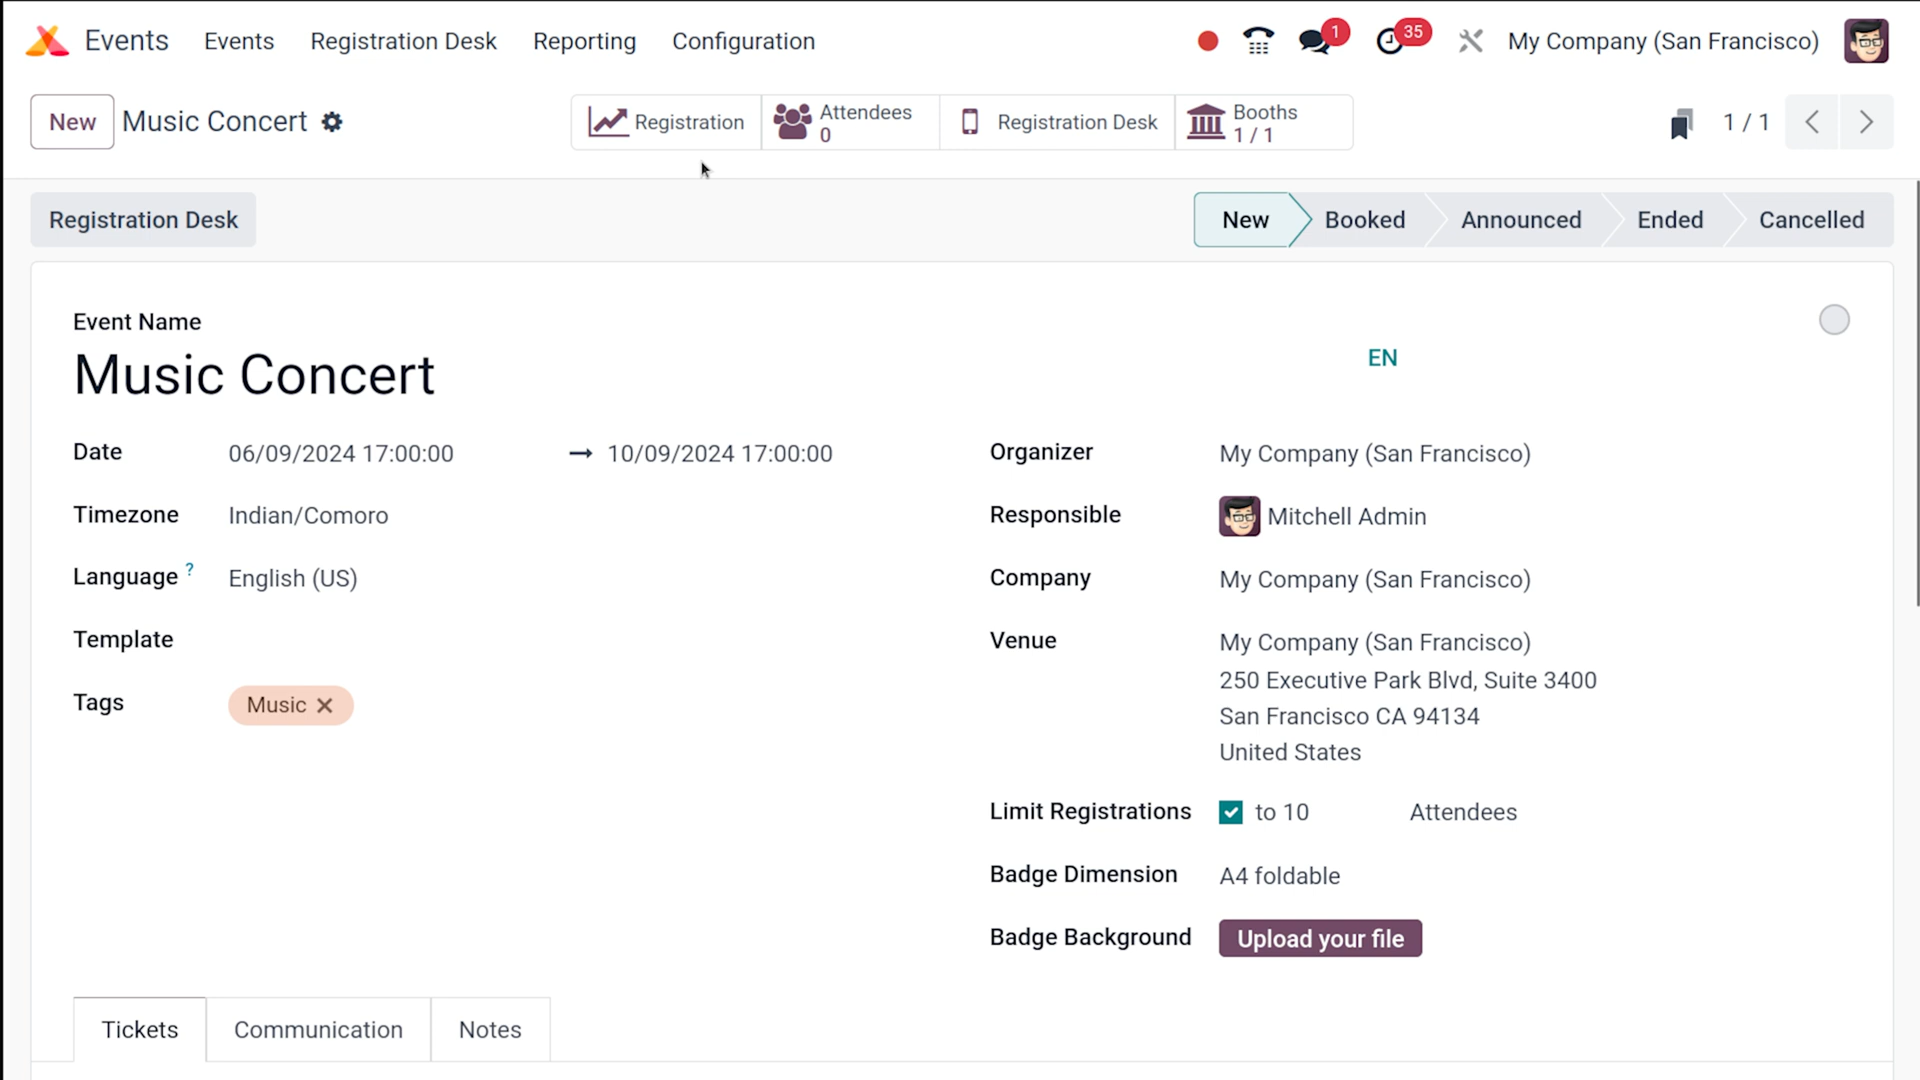 Events Events Registration Desk Reporting Configuration 1 35 My Company (San Francisco)
New Music Concert Registration Attendees 0 Registration Desk Booths 1 / 1 1 / 1
Registration Desk New Booked Announced Ended Cancelled
Event Name
EN
Music Concert
Date 06/09/2024 17:00:00 → 10/09/2024 17:00:00
Timezone Indian/Comoro
Language ? English (US)
Template
Tags Music
Organizer My Company (San Francisco)
Responsible Mitchell Admin
Company My Company (San Francisco)
Venue My Company (San Francisco)
250 Executive Park Blvd, Suite 3400
San Francisco CA 94134
United States
Limit Registrations to 10 Attendees
Badge Dimension A4 foldable
Badge Background Upload your file
Tickets Communication Notes